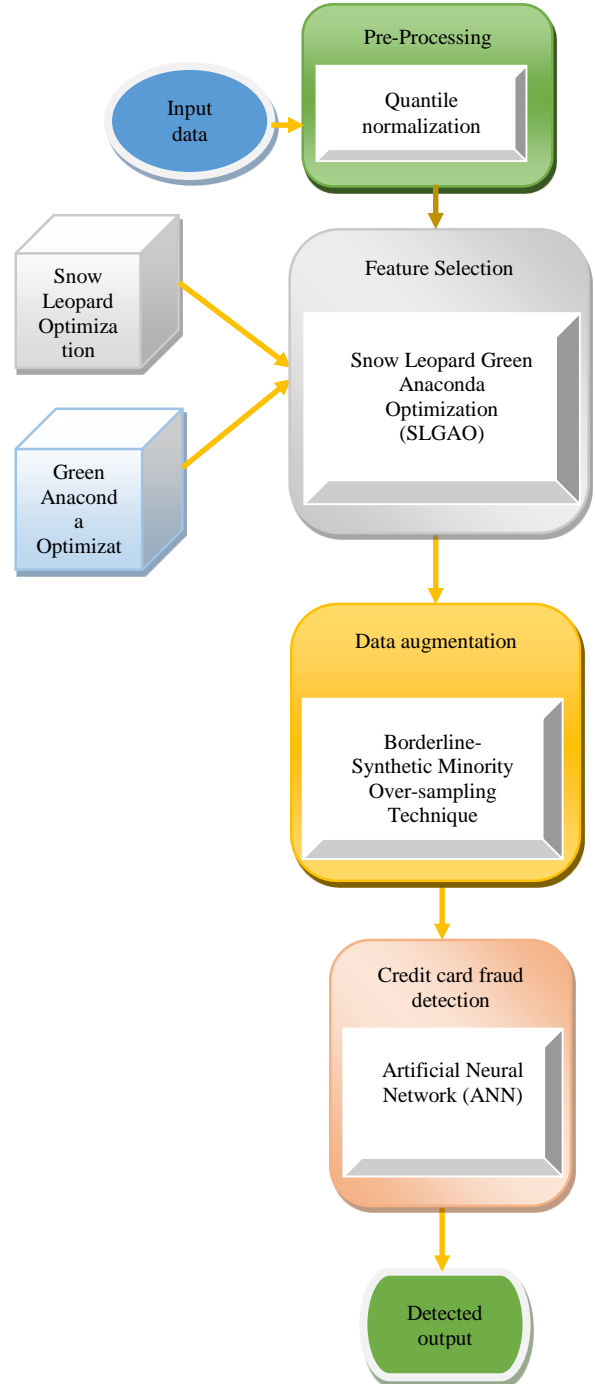 Pre-Processing
Input
data
Quantile
normalization
Snow
Leopard
Optimiza
tion
Feature Selection
Snow Leopard Green
Anaconda
Optimization
(SLGAO)
Green
Anacond
a
Optimizat
Data augmentation
Borderline-
Synthetic Minority
Over-sampling
Technique
Credit card fraud
detection
Artificial Neural
Network (ANN)
Detected
output